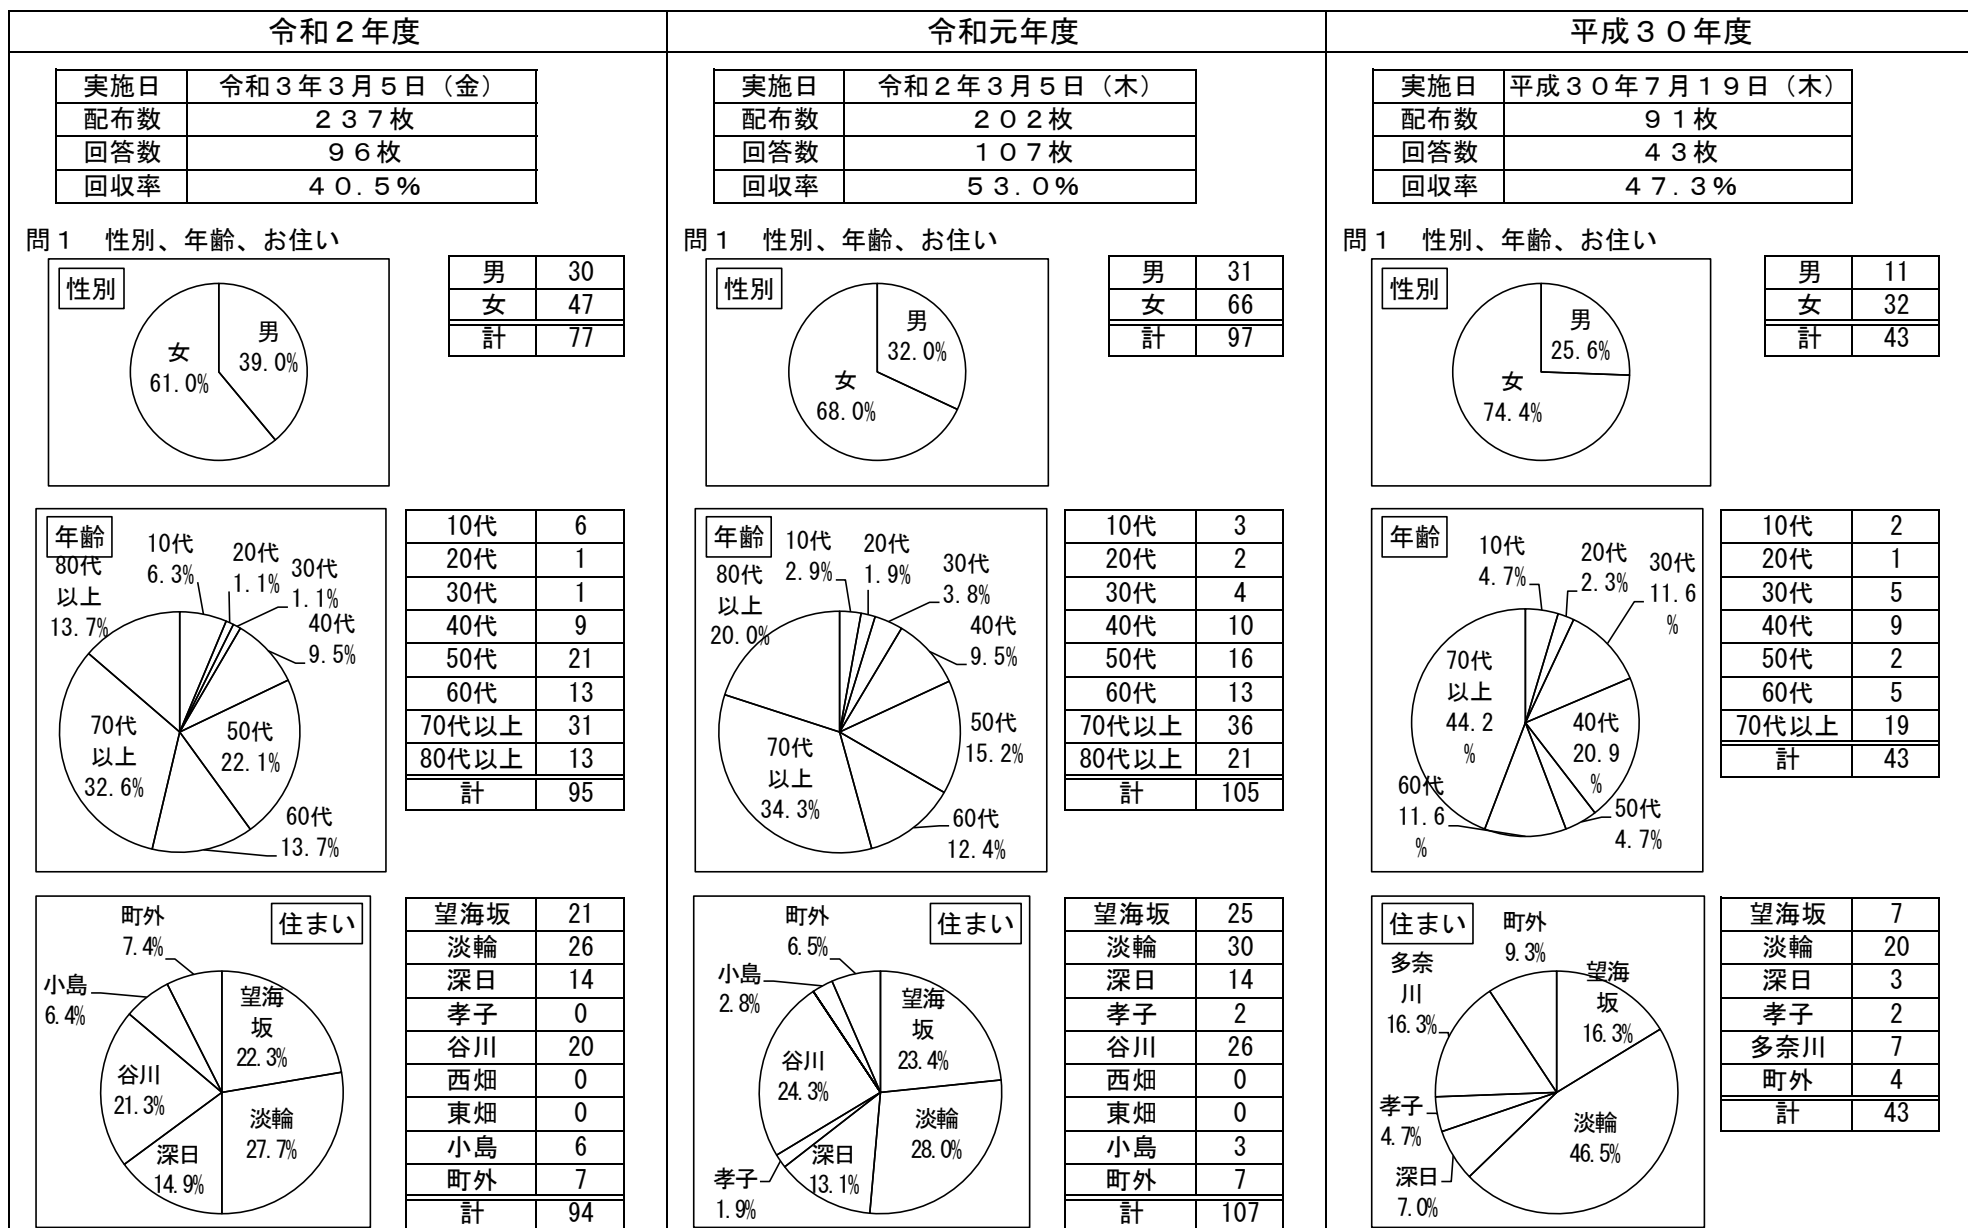 令和２年度
実施日 令和３年３月５日（金）
配布数 ２３７枚
回答数 ９６枚
回収率 ４０．５％
問１ 性別、年齢、お住い
性別
男
39.0%
女
61.0%
男 30
女 47
計 77
年齢
10代
6.3%
20代
1.1%
30代
1.1%
40代
9.5%
50代
22.1%
60代
13.7%
70代
以上
32.6%
80代
以上
13.7%
10代 6
20代 1
30代 1
40代 9
50代 21
60代 13
70代以上 31
80代以上 13
計 95
住まい
望海
坂
22.3%
淡輪
27.7%
深日
14.9%
谷川
21.3%
小島
6.4%
町外
7.4%
望海坂 21
淡輪 26
深日 14
孝子 0
谷川 20
西畑 0
東畑 0
小島 6
町外 7
計 94
令和元年度
実施日 令和２年３月５日（木）
配布数 ２０２枚
回答数 １０７枚
回収率 ５３．０％
問１ 性別、年齢、お住い
性別
男
32.0%
女
68.0%
男 31
女 66
計 97
年齢
10代
2.9%
20代
1.9%
30代
3.8%
40代
9.5%
50代
15.2%
60代
12.4%
70代
以上
34.3%
80代
以上
20.0%
10代 3
20代 2
30代 4
40代 10
50代 16
60代 13
70代以上 36
80代以上 21
計 105
住まい
望海
坂
23.4%
淡輪
28.0%
深日
13.1%
孝子
1.9%
谷川
24.3%
小島
2.8%
町外
6.5%
望海坂 25
淡輪 30
深日 14
孝子 2
谷川 26
西畑 0
東畑 0
小島 3
町外 7
計 107
平成３０年度
実施日 平成３０年７月１９日（木）
配布数 ９１枚
回答数 ４３枚
回収率 ４７．３％
問１ 性別、年齢、お住い
性別
男
25.6%
女
74.4%
男 11
女 32
計 43
年齢
10代
4.7%
20代
2.3%
30代
11.6
%
40代
20.9
%
50代
4.7%
60代
11.6
%
70代
以上
44.2
%
10代 2
20代 1
30代 5
40代 9
50代 2
60代 5
70代以上 19
計 43
住まい
望海
坂
16.3%
淡輪
46.5%
深日
7.0%
孝子
4.7%
多奈
川
16.3%
町外
9.3%
望海坂 7
淡輪 20
深日 3
孝子 2
多奈川 7
町外 4
計 43